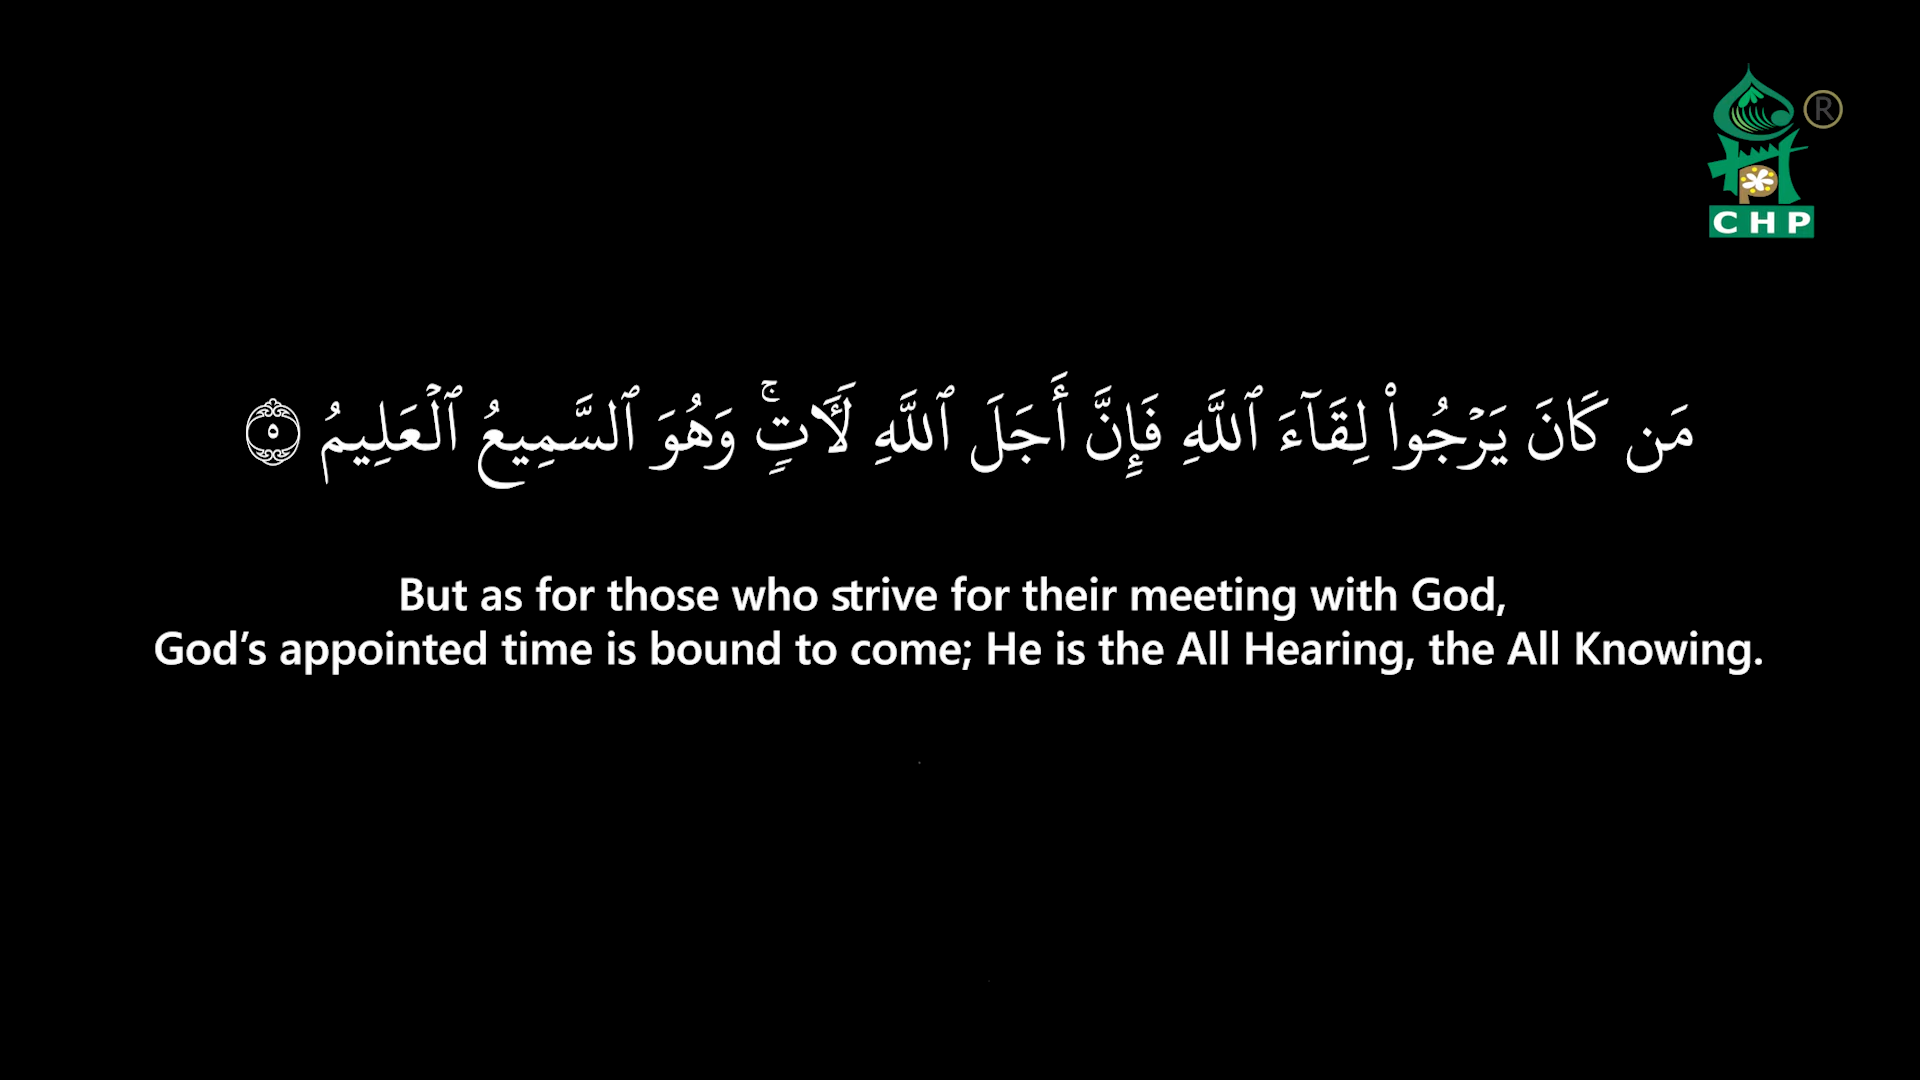 ®
CHP
مَن كَانَ يَرۡجُواْ لِقَآءَ ٱللَّهِ فَإِنَّ أَجَلَ ٱللَّهِ لَأٓتٖۚ وَهُوَ ٱلسَّمِيعُ ٱلۡعَلِيمُ ٥
But as for those who strive for their meeting with God,
God’s appointed time is bound to come; He is the All Hearing, the All Knowing.